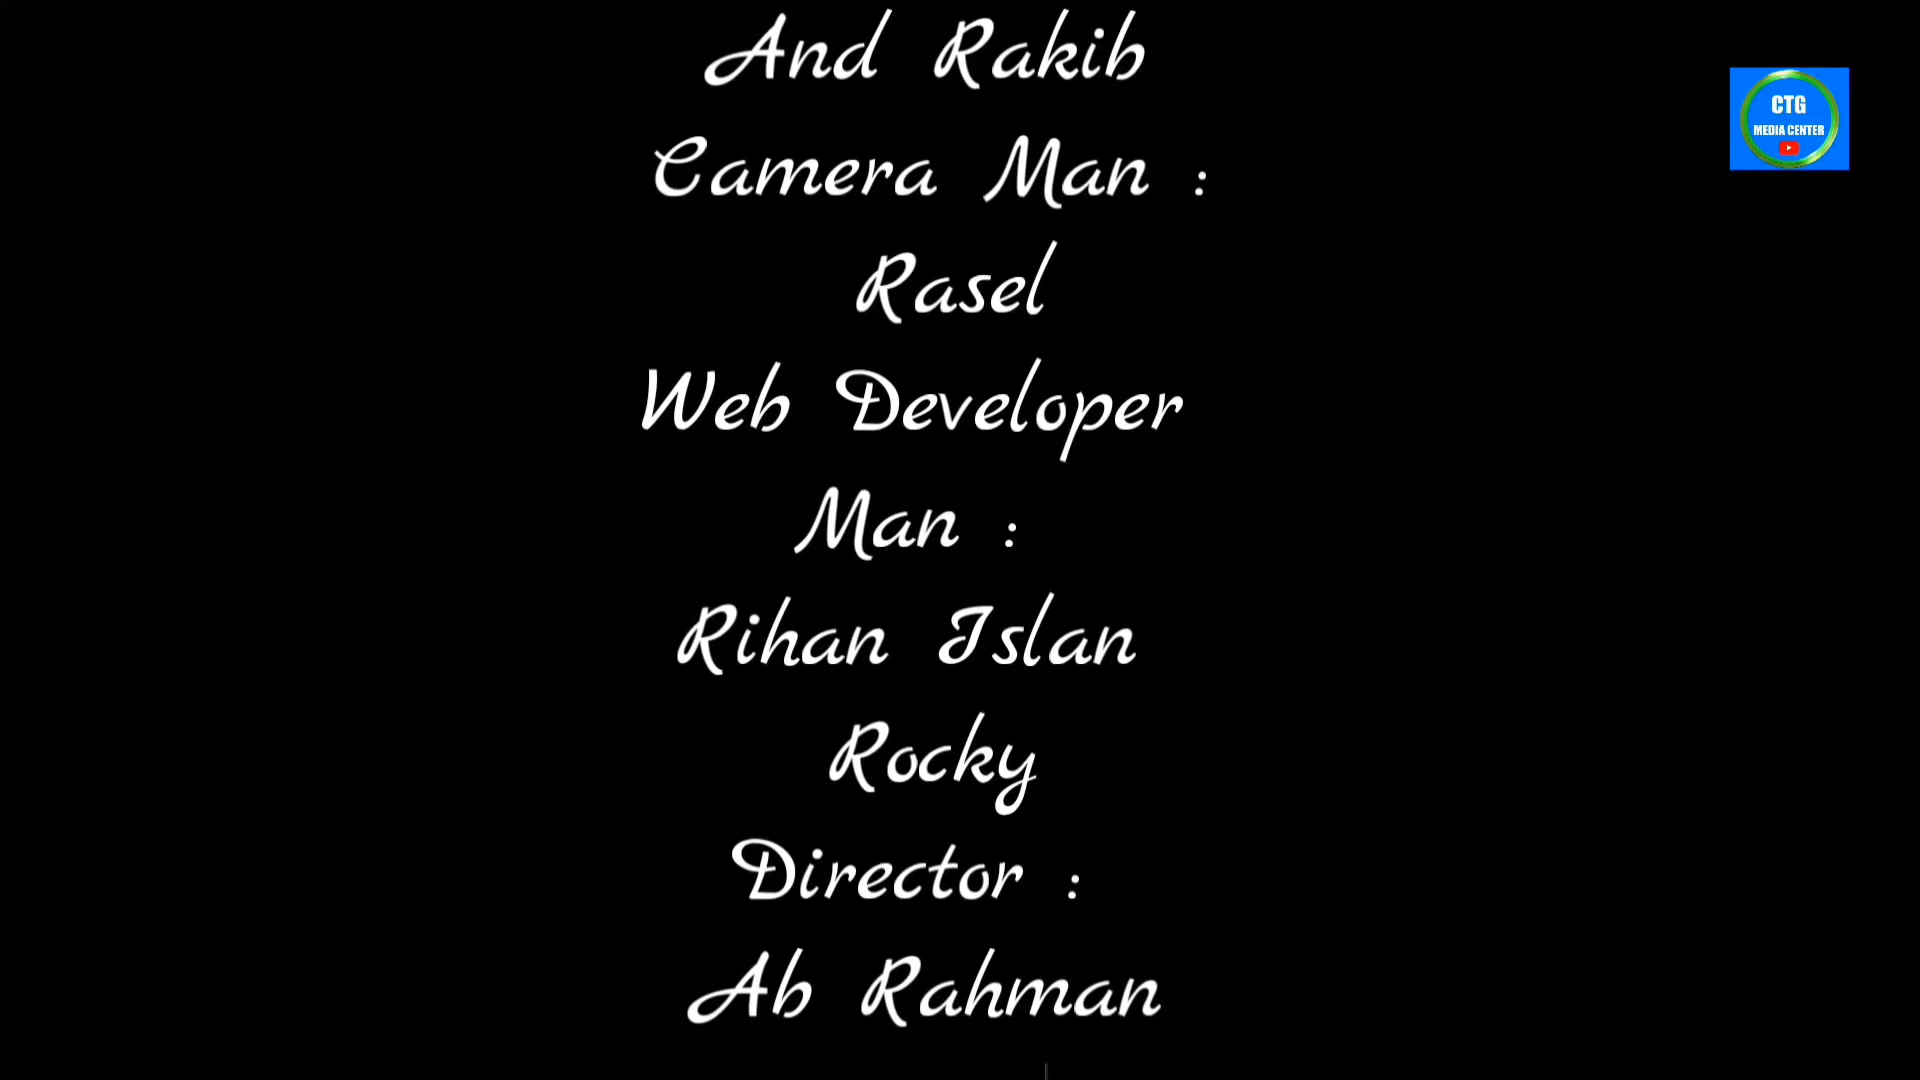 And Rakib
Camera Man :
Rasel
Web Developer
Man :
Rihan Islan
Rocky
Director :
Ab Rahman
CTG
MEDIA CENTER